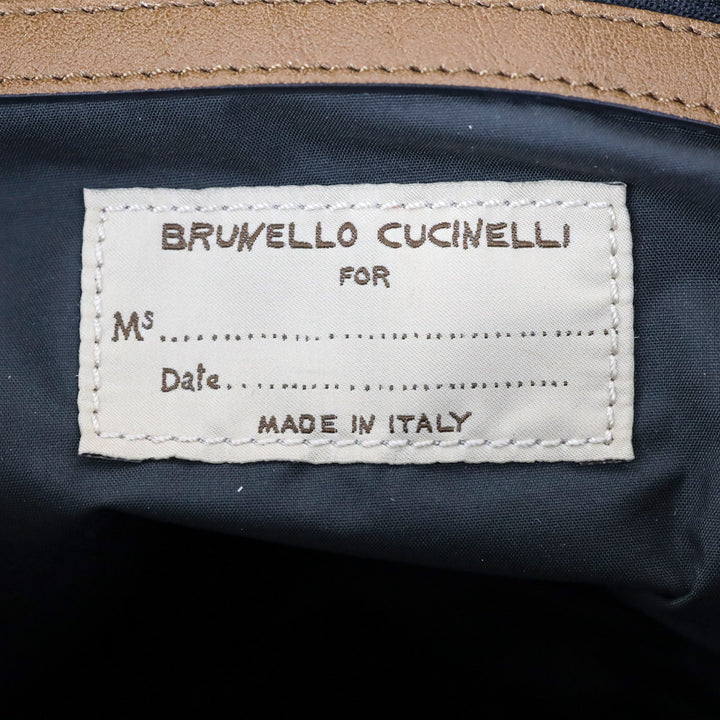 BRUNELLO CUCINELLI
FOR
Ms..............................
Date..............................
MADE IN ITALY